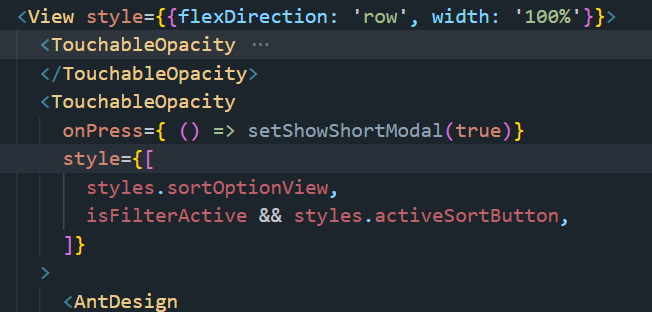 <View style={{flexDirection: 'row', width: '100%'}}>
<TouchableOpacity ···
</TouchableOpacity>
<TouchableOpacity
onPress={ () => setShowShortModal(true)}
style={[
styles.sortOptionView,
isFilterActive && styles.activeSortButton,
]}
>
<AntDesign